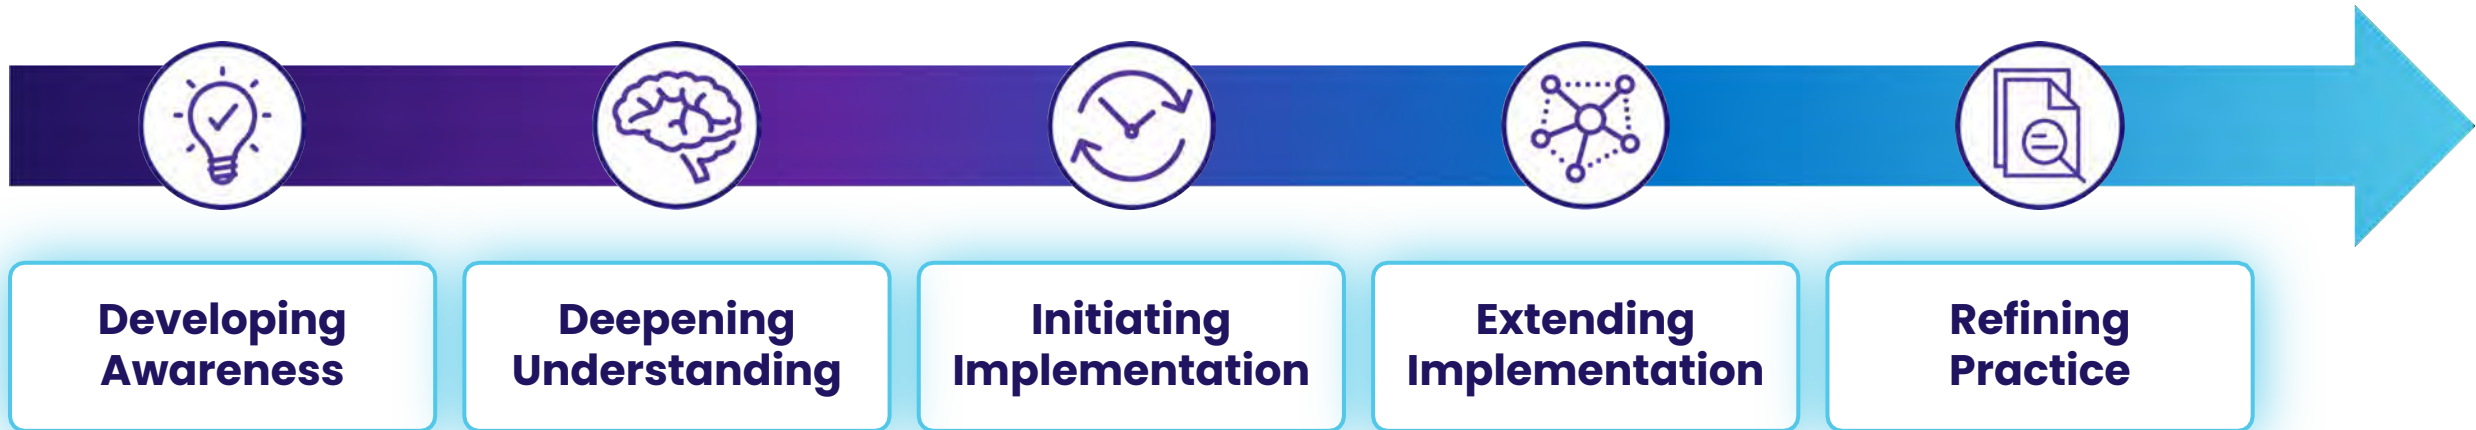 Developing
Awareness
Deepening
Understanding
Initiating
Implementation
Extending
Implementation
Refining
Practice